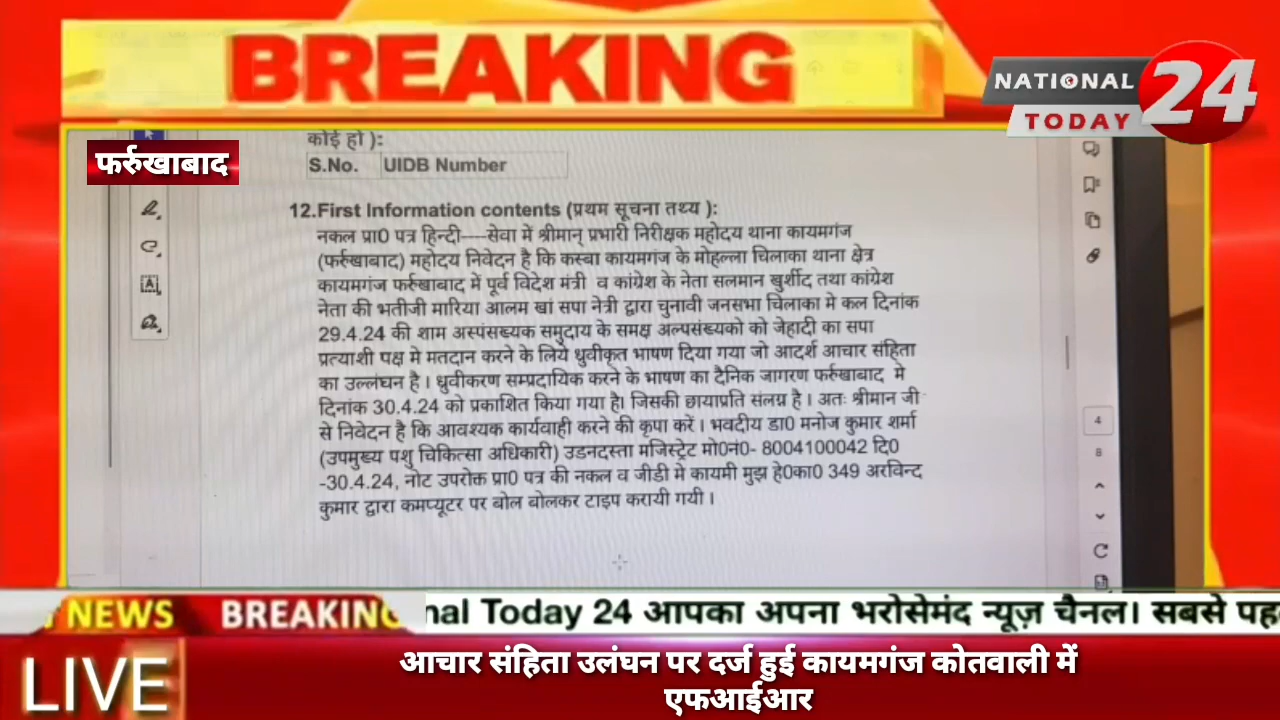 BREAKING
NATIONAL
24
TODAY
फर्रुखाबाद
कोई हो ):
S.No. UIDB Number
12.First Information contents (प्रथम सूचना तथ्य ):
नकल प्रा0 पत्र हिन्दी----सेवा में श्रीमान् प्रभारी निरीक्षक महोदय थाना कायमगंज
(फर्रुखाबाद) महोदय निवेदन है कि कस्बा कायमगंज के मोहल्ला चिलाका थाना क्षेत्र
कायमगंज फर्रुखाबाद में पूर्व विदेश मंत्री व कांग्रेश के नेता सलमान खुर्शीद तथा कांग्रेश
नेता की भतीजी मारिया आलम खां सपा नेत्री द्वारा चुनावी जनसभा चिलाका मे कल दिनांक
29.4.24 की शाम अस्पंसख्यक समुदाय के समक्ष अल्पसंख्यको को जेहादी का सपा
प्रत्याशी पक्ष मे मतदान करने के लिये ध्रुवीकृत भाषण दिया गया जो आदर्श आचार संहिता
का उल्लंघन है । ध्रुवीकरण सम्प्रदायिक करने के भाषण का दैनिक जागरण फर्रुखाबाद मे
दिनांक 30.4.24 को प्रकाशित किया गया है। जिसकी छायाप्रति संलग्न है । अतः श्रीमान जी
से निवेदन है कि आवश्यक कार्यवाही करने की कृपा करें । भवदीय डा0 मनोज कुमार शर्मा
(उपमुख्य पशु चिकित्सा अधिकारी) उडनदस्ता मजिस्ट्रेट मो0नं0- 8004100042 दि0
-30.4.24, नोट उपरोक प्रा0 पत्र की नकल व जीडी मे कायमी मुझ हे0का0 349 अरविन्द
कुमार द्वारा कमप्यूटर पर बोल बोलकर टाइप करायी गयी ।
4
8
NEWS BREAKING nal Today 24 आपका अपना भरोसेमंद न्यूज़ चैनल। सबसे पह
LIVE
आचार संहिता उलंघन पर दर्ज हुई कायमगंज कोतवाली में
एफआईआर